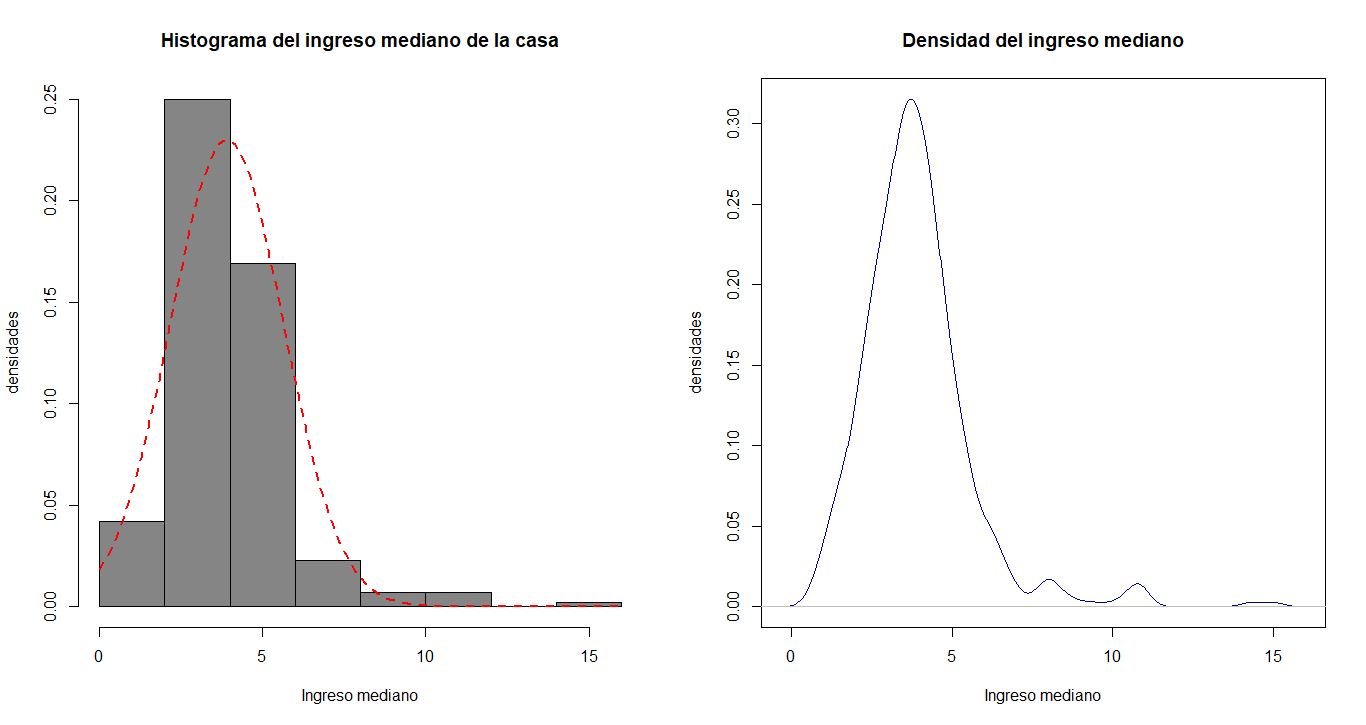 Histograma del ingreso mediano de la casa
densidades
0.00 0.05 0.10 0.15 0.20 0.25
0 5 10 15
Ingreso mediano
Densidad del ingreso mediano
densidades
0.00 0.05 0.10 0.15 0.20 0.25 0.30
0 5 10 15
Ingreso mediano